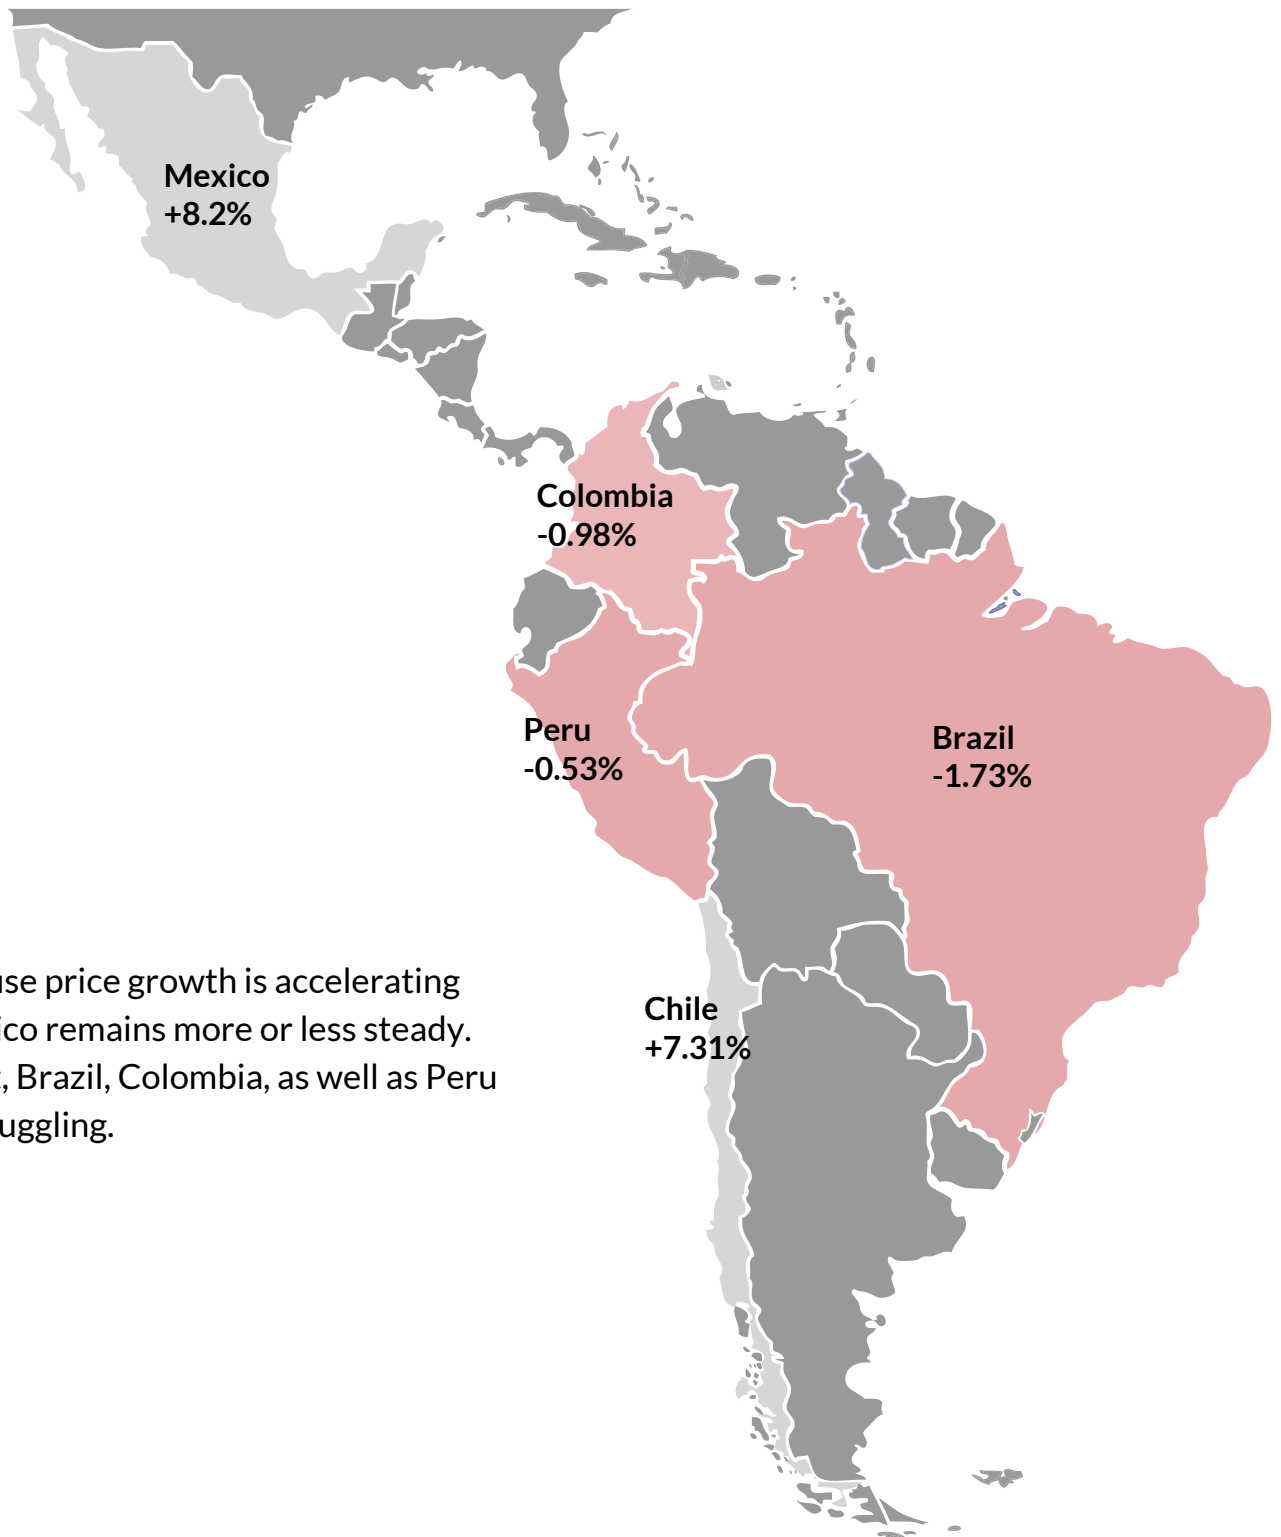 Mexico
+8.2%
Colombia
-0.98%
Peru
-0.53%
Brazil
-1.73%
price growth is accelerating
remains more or less steady.
Brazil, Colombia, as well as Peru
Chile
+7.31%